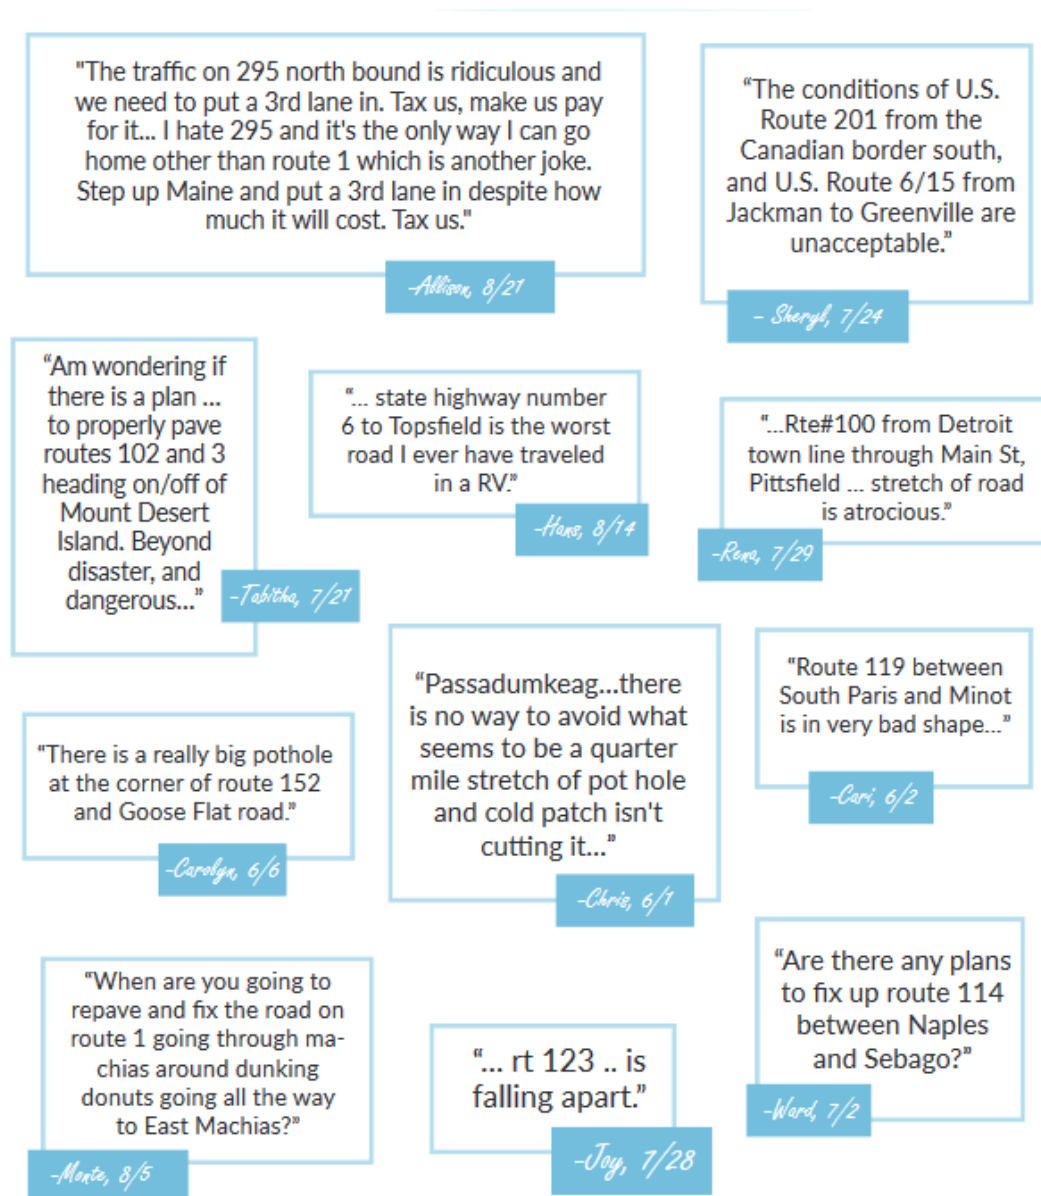 "The traffic on 295 north bound is ridiculous and
we need to put a 3rd lane in. Tax us, make us pay
for it... I hate 295 and it's the only way I can go
home other than route 1 which is another joke.
Step up Maine and put a 3rd lane in despite how
much it will cost. Tax us."
-Allison, 8/21
“The conditions of U.S.
Route 201 from the
Canadian border south,
and U.S. Route 6/15 from
Jackman to Greenville are
unacceptable.”
– Sheryl, 7/24
“Am wondering if
there is a plan ...
to properly pave
routes 102 and 3
heading on/off of
Mount Desert
Island. Beyond
disaster, and
dangerous...”
-Tabitha, 7/21
“... state highway number
6 to Topsfield is the worst
road I ever have traveled
in a RV.”
-Hans, 8/14
“...Rte#100 from Detroit
town line through Main St,
Pittsfield ... stretch of road
is atrocious.”
-Rena, 7/29
“Passadumkeag...there
is no way to avoid what
seems to be a quarter
mile stretch of pot hole
and cold patch isn't
cutting it...”
-Chris, 6/1
“Route 119 between
South Paris and Minot
is in very bad shape...”
-Cari, 6/2
“There is a really big pothole
at the corner of route 152
and Goose Flat road.”
-Carolyn, 6/6
“When are you going to
repave and fix the road on
route 1 going through ma-
chias around dunking
donuts going all the way
to East Machias?”
-Monte, 8/5
“... rt 123 .. is
falling apart.”
-Joy, 7/28
“Are there any plans
to fix up route 114
between Naples
and Sebago?”
-Ward, 7/2